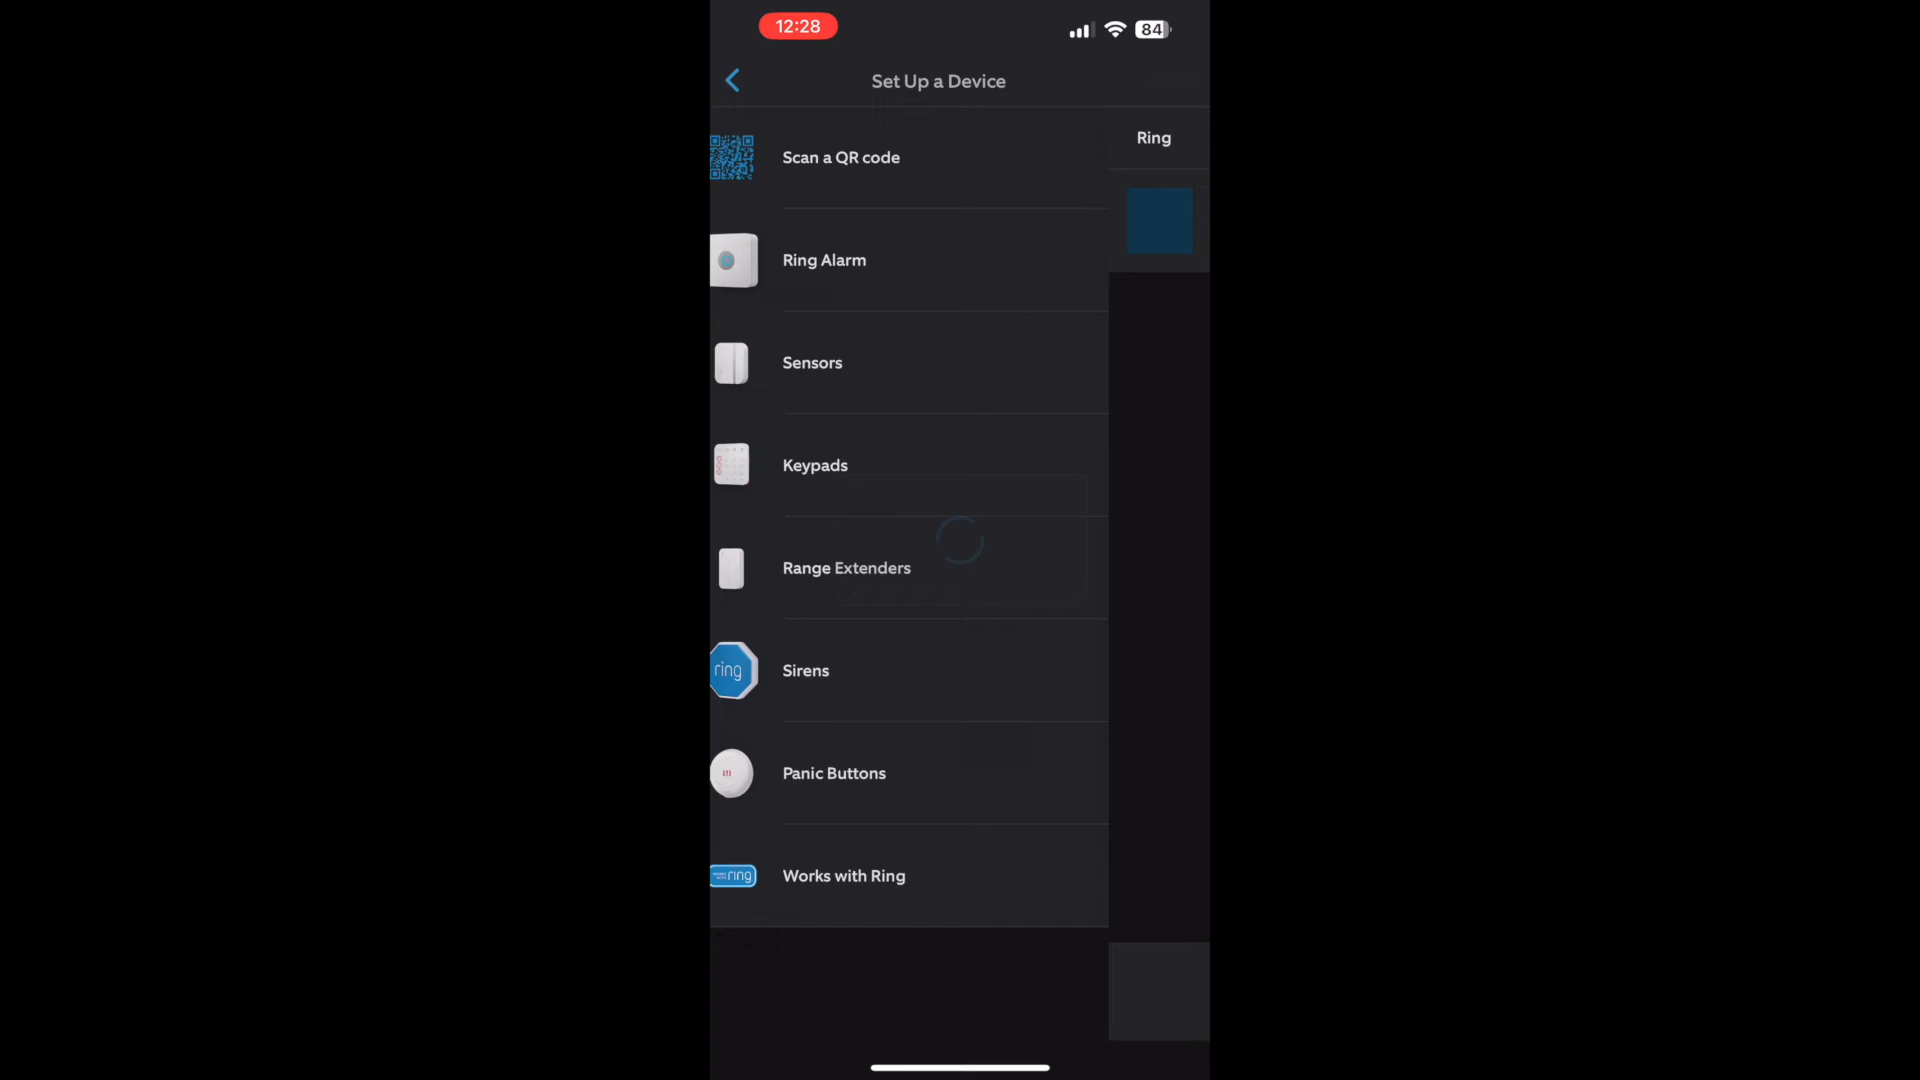 12:28
84
Set Up a Device
Ring
Scan a QR code
Ring Alarm
Sensors
Keypads
Range Extenders
ring
Sirens
Panic Buttons
ring
Works with Ring